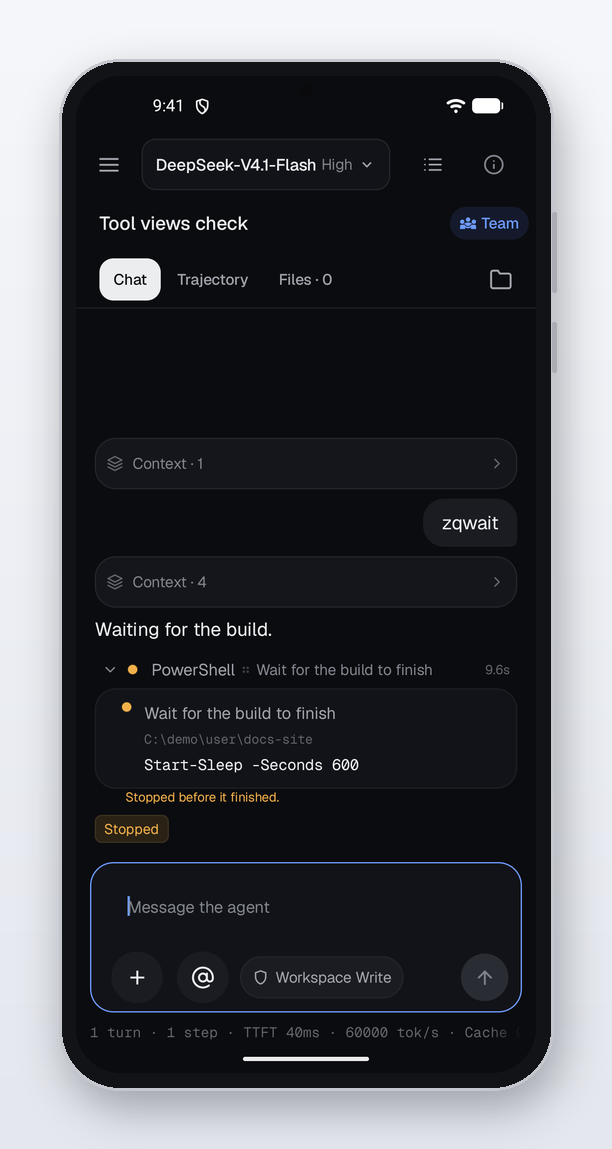 9:41
DeepSeek-V4.1-Flash High
Tool views check
Team
Chat
Trajectory
Files · 0
Context · 1
zqwait
Context · 4
Waiting for the build.
PowerShell :: Wait for the build to finish 9.6s
Wait for the build to finish
C:\demo\user\docs-site
Start-Sleep -Seconds 600
Stopped before it finished.
Stopped
Message the agent
Workspace Write
1 turn · 1 step · TTFT 40ms · 60000 tok/s · Cache